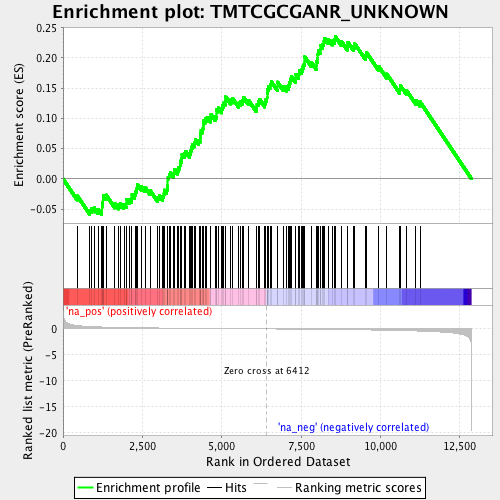 Enrichment plot: TMTCGCGANR_UNKNOWN
Enrichment score (ES)
0.25
0.20
0.15
0.10
0.05
0.00
-0.05
'na_pos' (positively correlated)
Ranked list metric (PreRanked)
0
-5
-10
-15
-20
Zero cross at 6412
'na_neg' (negatively correlated)
0
2,500
5,000
7,500
10,000
12,500
Rank in Ordered Dataset
Enrichment profile
Hits
Ranking metric scores